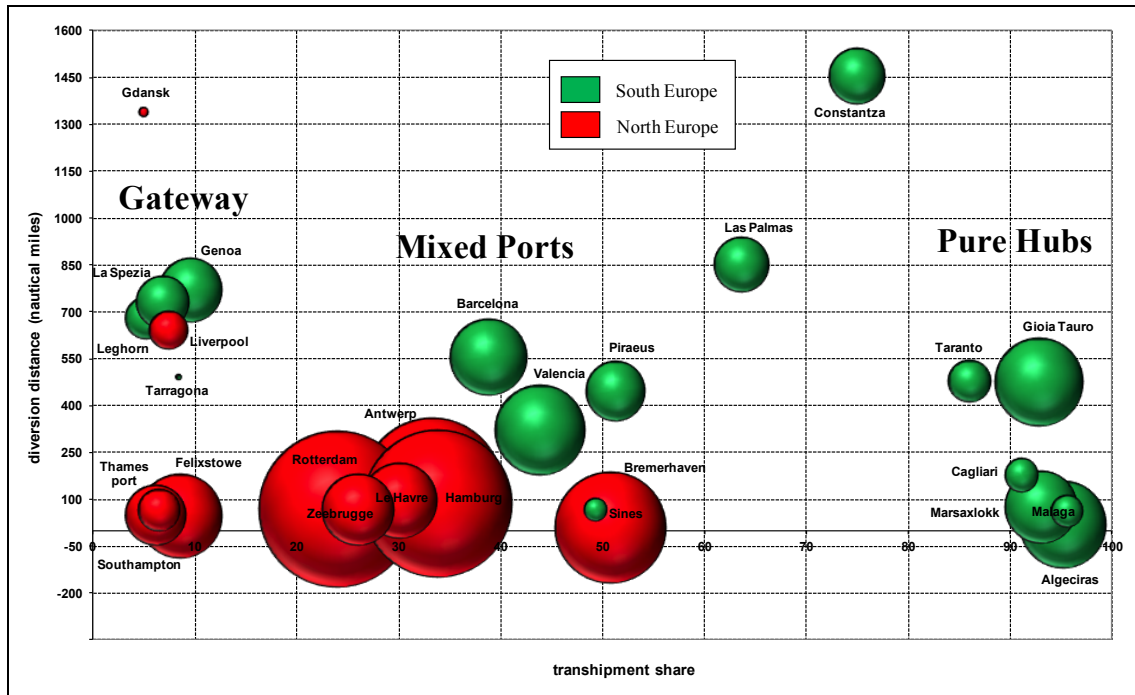 1600
1450
1300
1150
1000
850
700
550
400
250
100
-50
-200
diversion distance (nautical miles)
South Europe
North Europe
Gdansk
Constantza
Gateway
Mixed Ports
Pure Hubs
Las Palmas
Genoa
La Spezia
Leghorn
Liverpool
Tarragona
Barcelona
Piraeus
Valencia
Gioia Tauro
Taranto
Antwerp
Thames
port
Felixstowe
Rotterdam
Bremerhaven
Cagliari
Le Havre
Hamburg
Zeebrugge
Sines
Marsaxlokk
Malaga
Southampton
Algeciras
0 10 20 30 40 50 60 70 80 90 100
transhipment share